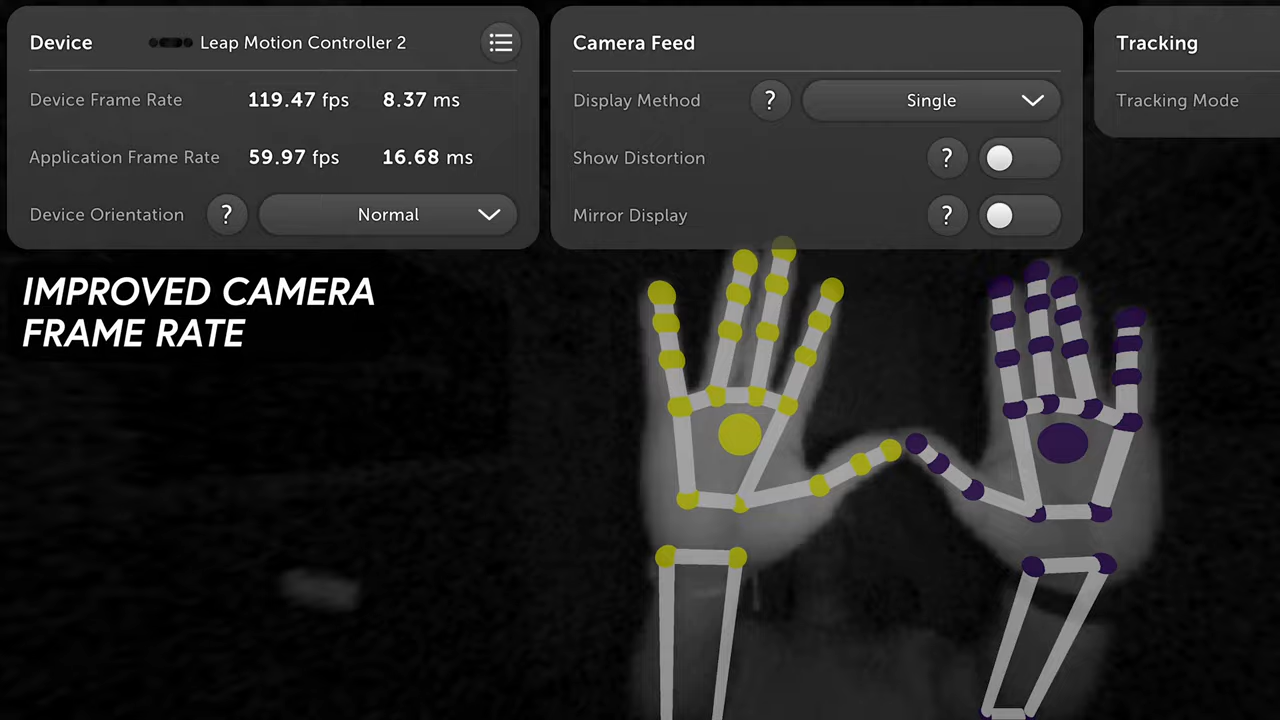 Device
Leap Motion Controller 2
Device Frame Rate
119.47 fps
8.37 ms
Application Frame Rate
59.97 fps
16.68 ms
Device Orientation
?
Normal
Camera Feed
Display Method
?
Single
Show Distortion
?
Mirror Display
?
Tracking
Tracking Mode
IMPROVED CAMERA
FRAME RATE